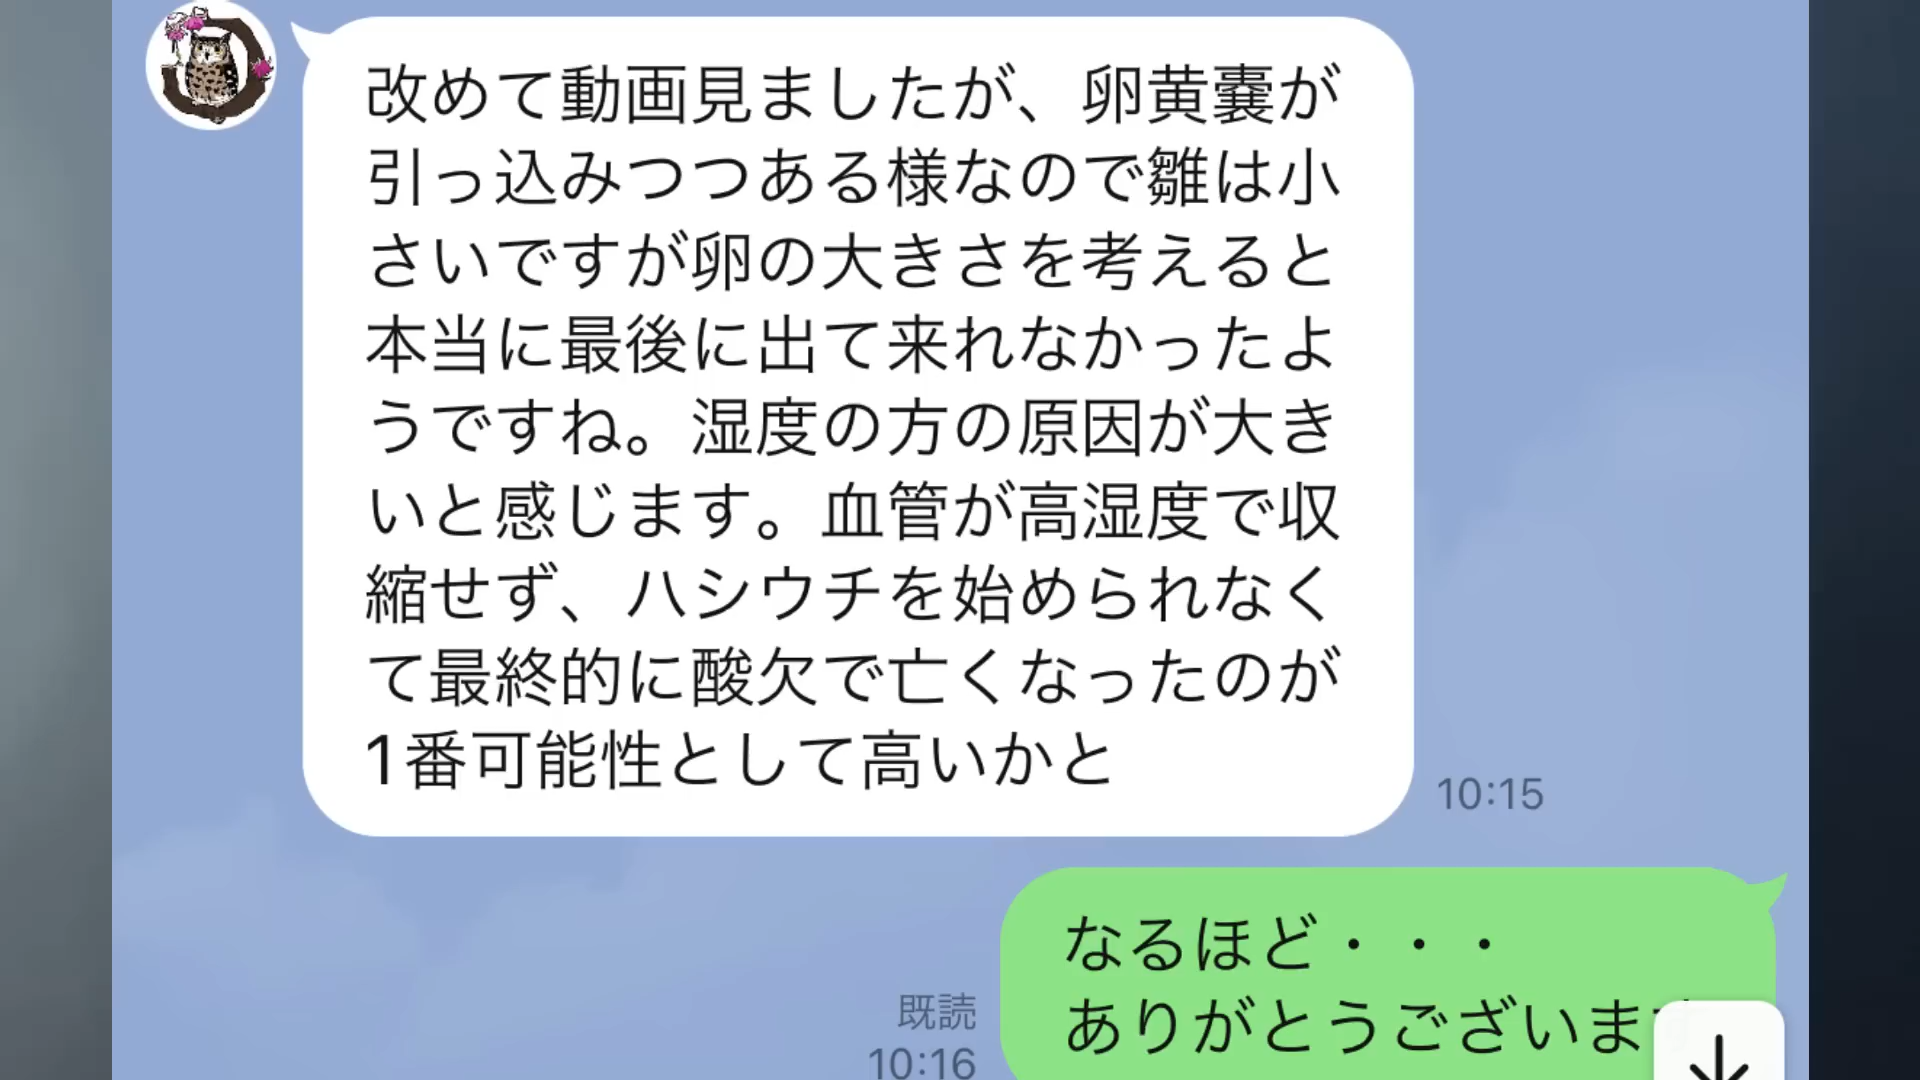 改めて動画見ましたが、卵黄嚢が
引っ込みつつある様なので雛は小
さいですが卵の大きさを考えると
本当に最後に出て来れなかったよ
うですね。湿度の方の原因が大き
いと感じます。血管が高湿度で収
縮せず、ハシウチを始められなく
て最終的に酸欠で亡くなったのが
1番可能性として高いかと
10:15
なるほど・・・
ありがとうございま
既読
10:16